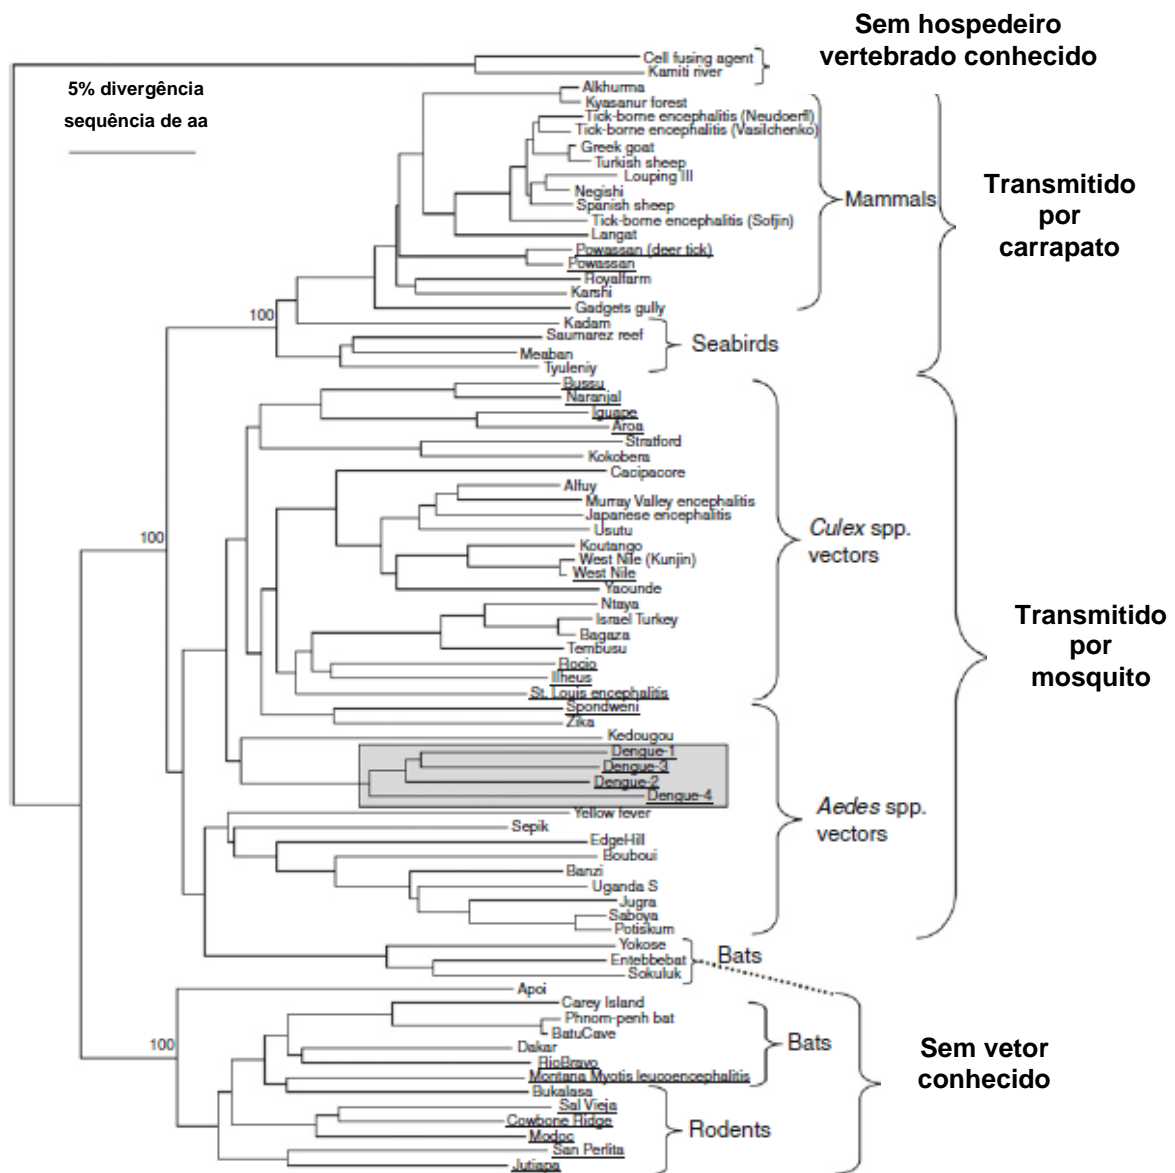 Sem hospedeiro
vertebrado conhecido
Cell fusing agent
Kamiti river
5% divergência
sequência de aa
Alkhurma
Kyasanur forest
Tick-borne encephalitis (Neudoerfl)
Tick-borne encephalitis (Vasilchenko)
Greek goat
Turkish sheep
Louping III
Negishi
Spanish sheep
Tick-borne encephalitis (Sofjin)
Langat
Powassan (deer tick)
Powassan
Royalfarm
Karshi
Gadgets gully
Mammals
Transmitido
por
carrapato
100
Kadam
Saumarez reef
Meaban
Tyuleniy
Seabirds
Bussu
Naranjal
Iguape
Aroa
Stratford
Kokobera
Cacipacore
Alfuy
Murray Valley encephalitis
Japanese encephalitis
Usutu
Koutango
West Nile (Kunjin)
West Nile
Yaounde
Ntaya
Israel Turkey
Bagaza
Tembusu
Rocio
Ilheus
St. Louis encephalitis
Culex spp.
vectors
100
Transmitido
por
mosquito
Spondweni
Zika
Kedougou
Dengue-1
Dengue-3
Dengue-2
Dengue-4
Yellow fever
Sepik
EdgeHill
Bouboui
Banzi
Uganda S
Jugra
Saboya
Potiskum
Aedes spp.
vectors
Yokose
Entebbebat
Sokuluk
Bats
Apoi
Carey Island
Phnom-penh bat
BatuCave
Dakar
RioBravo
Montana Myotis leucoencephalitis
Bukalasa
Bats
100
Sem vetor
conhecido
Sal Vieja
Cowbone Ridge
Modoc
San Perlita
Jutiapa
Rodents